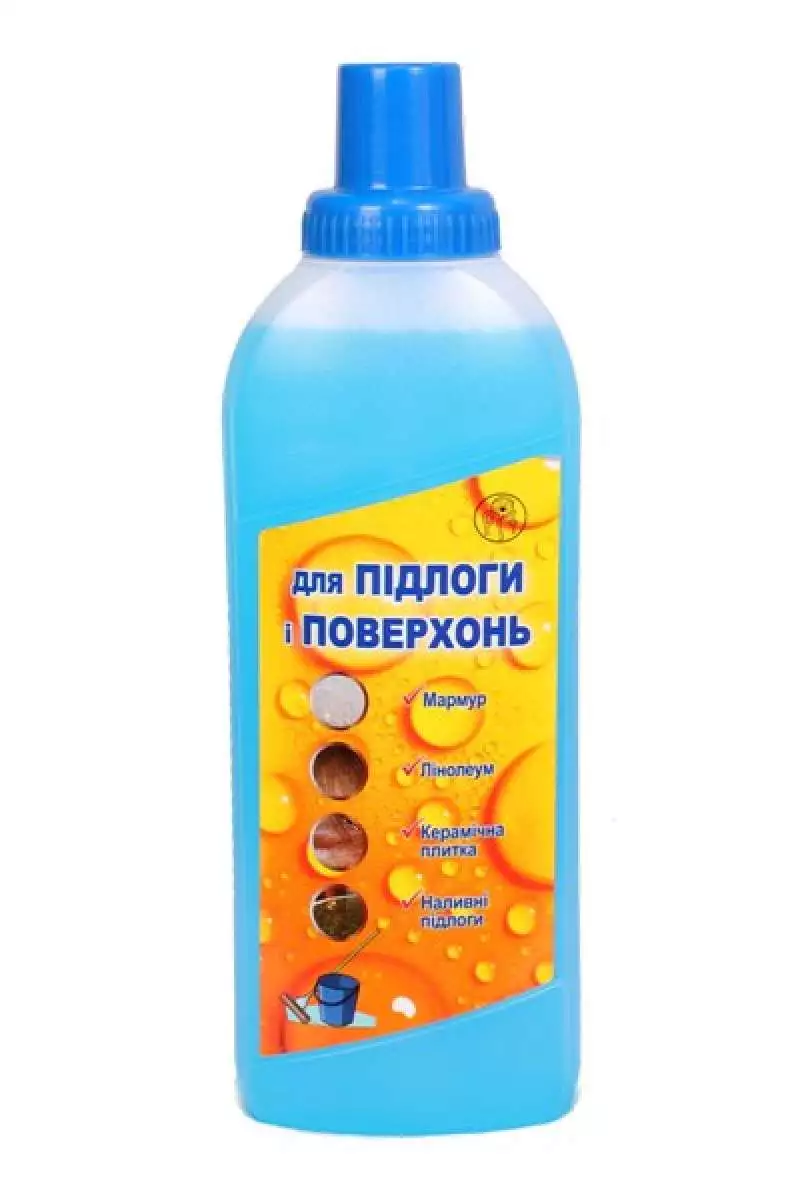 для ПІДЛОГИ
і ПОВЕРХОНЬ
Мармур
Лінолеум
Керамічна
плитка
Наливні
підлоги